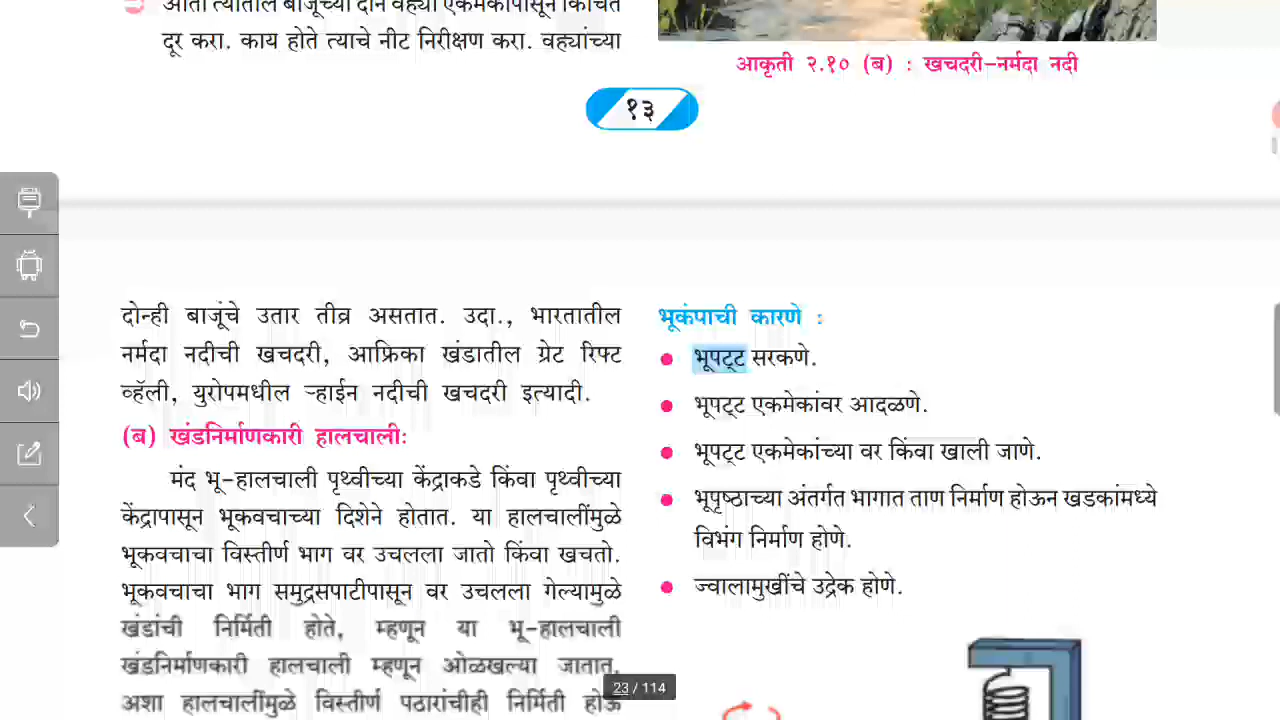 आता त्यातील बाजूच्या दोन वह्या एकमेकांपासून किंचित
दूर करा. काय होते त्याचे नीट निरीक्षण करा. वह्यांच्या
आकृती २.१० (ब) : खचदरी-नर्मदा नदी
१३
दोन्ही बाजूंचे उतार तीव्र असतात. उदा., भारतातील
नर्मदा नदीची खचदरी, आफ्रिका खंडातील ग्रेट रिफ्ट
व्हॅली, युरोपमधील ऱ्हाईन नदीची खचदरी इत्यादी.
(ब) खंडनिर्माणकारी हालचाली:
मंद भू-हालचाली पृथ्वीच्या केंद्राकडे किंवा पृथ्वीच्या
केंद्रापासून भूकवचाच्या दिशेने होतात. या हालचालींमुळे
भूकवचाचा विस्तीर्ण भाग वर उचलला जातो किंवा खचतो.
भूकवचाचा भाग समुद्रसपाटीपासून वर उचलला गेल्यामुळे
खंडांची निर्मिती होते, म्हणून या भू-हालचाली
खंडनिर्माणकारी हालचाली म्हणून ओळखल्या जातात.
अशा हालचालींमुळे विस्तीर्ण पठारांचीही निर्मिती होऊ
भूकंपाची कारणे :
● भूपट्ट सरकणे.
● भूपट्ट एकमेकांवर आदळणे.
● भूपट्ट एकमेकांच्या वर किंवा खाली जाणे.
● भूपृष्ठाच्या अंतर्गत भागात ताण निर्माण होऊन खडकांमध्ये
विभंग निर्माण होणे.
● ज्वालामुखींचे उद्रेक होणे.
23 / 114